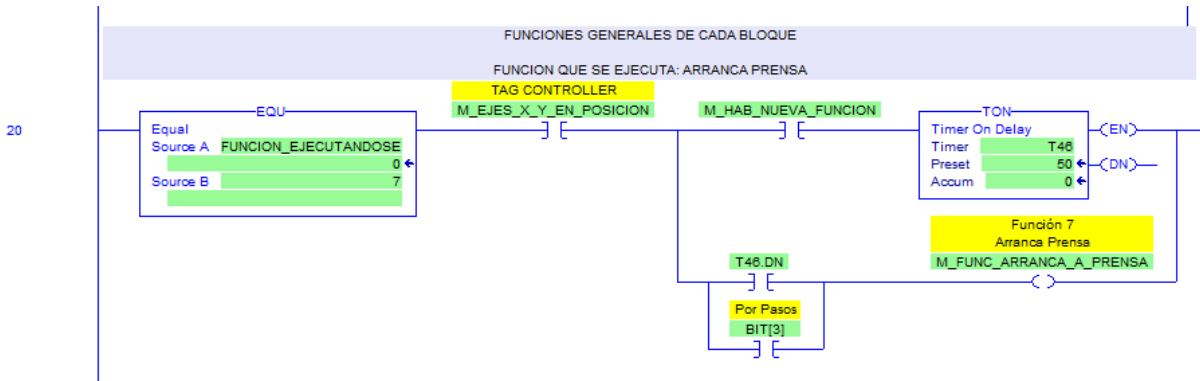 FUNCIONES GENERALES DE CADA BLOQUE
FUNCION QUE SE EJECUTA: ARRANCA PRENSA
20
EQU
Equal
Source A FUNCION_EJECUTANDOSE
0
Source B 7
TAG CONTROLLER
M_EJES_X_Y_EN_POSICION
M_HAB_NUEVA_FUNCION
TON
Timer On Delay
Timer T46
Preset 50
Accum 0
EN
DN
T46.DN
Por Pasos
BIT[3]
Función 7
Arranca Prensa
M_FUNC_ARRANCA_A_PRENSA